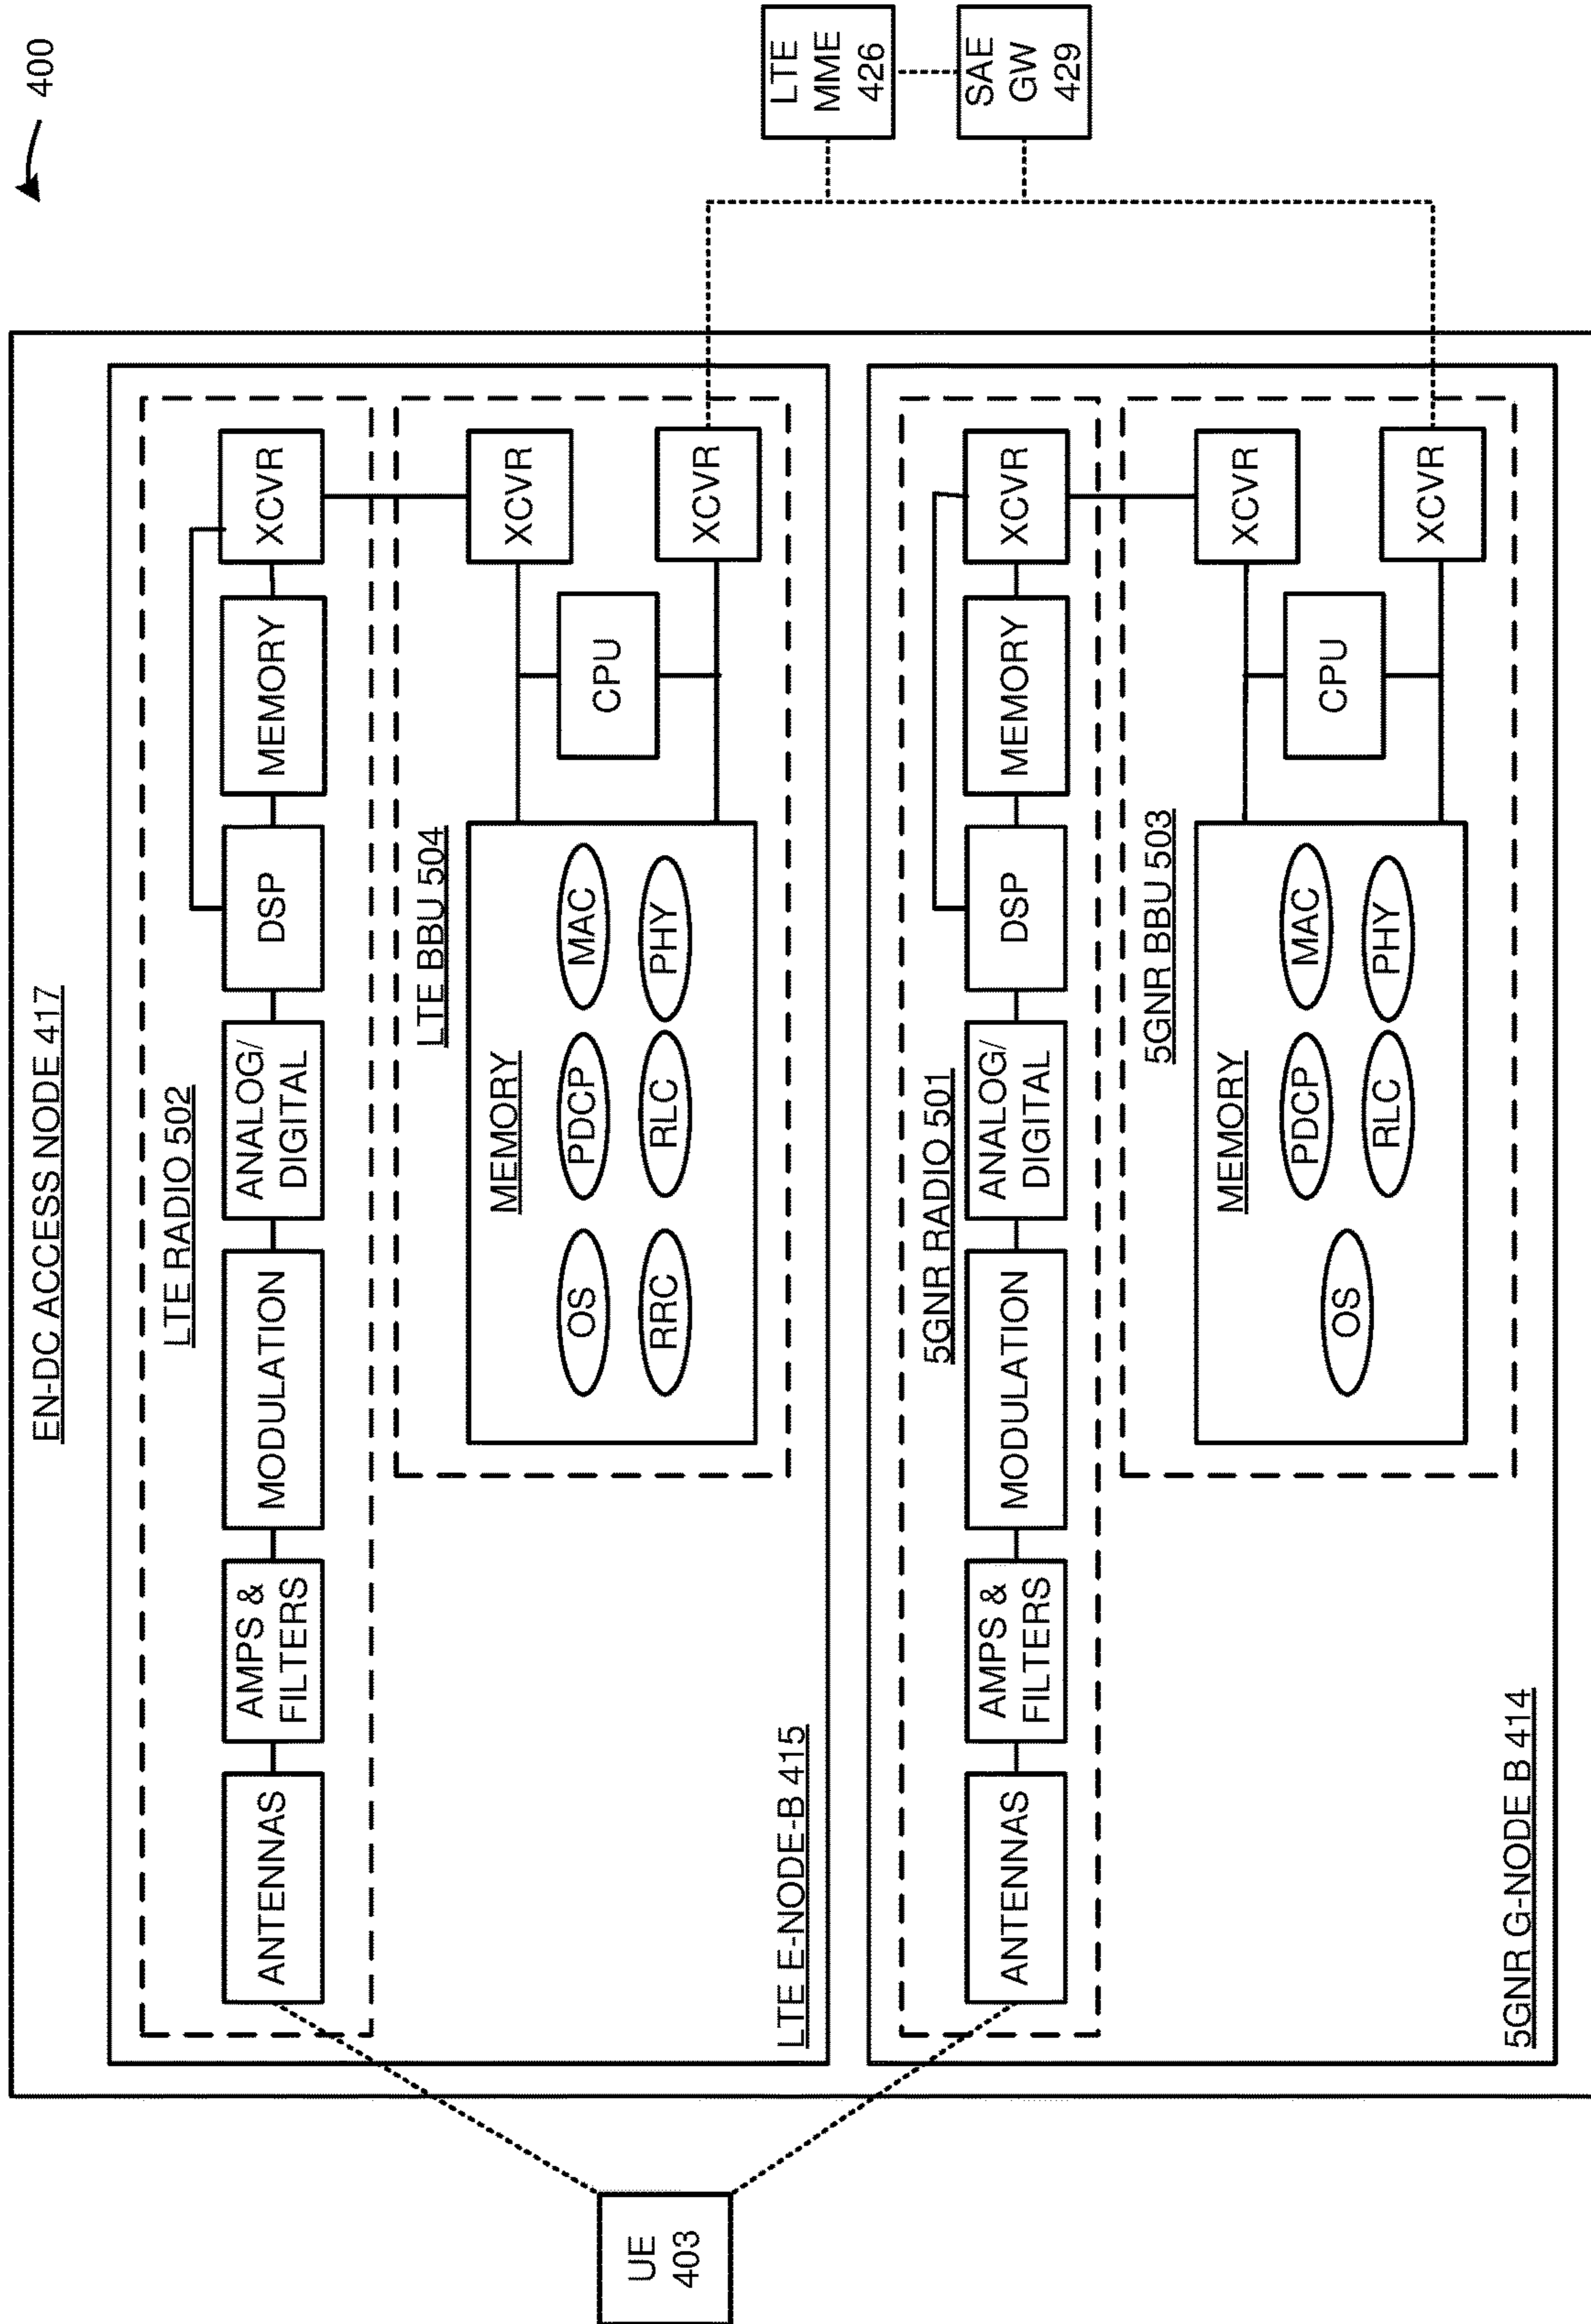 400
EN-DC ACCESS NODE 417
LTE RADIO 502
ANTENNAS
AMPS &
FILTERS
MODULATION
ANALOG/
DIGITAL
DSP
MEMORY
XCVR
LTE BBU 504
MEMORY
OS
PDCP
MAC
RRC
RLC
PHY
CPU
XCVR
XCVR
LTE E-NODE-B 415
UE
403
LTE
MME
426
SAE
GW
429
5GNR RADIO 501
ANTENNAS
AMPS &
FILTERS
MODULATION
ANALOG/
DIGITAL
DSP
MEMORY
XCVR
5GNR BBU 503
MEMORY
OS
PDCP
MAC
RLC
PHY
CPU
XCVR
XCVR
5GNR G-NODE B 414